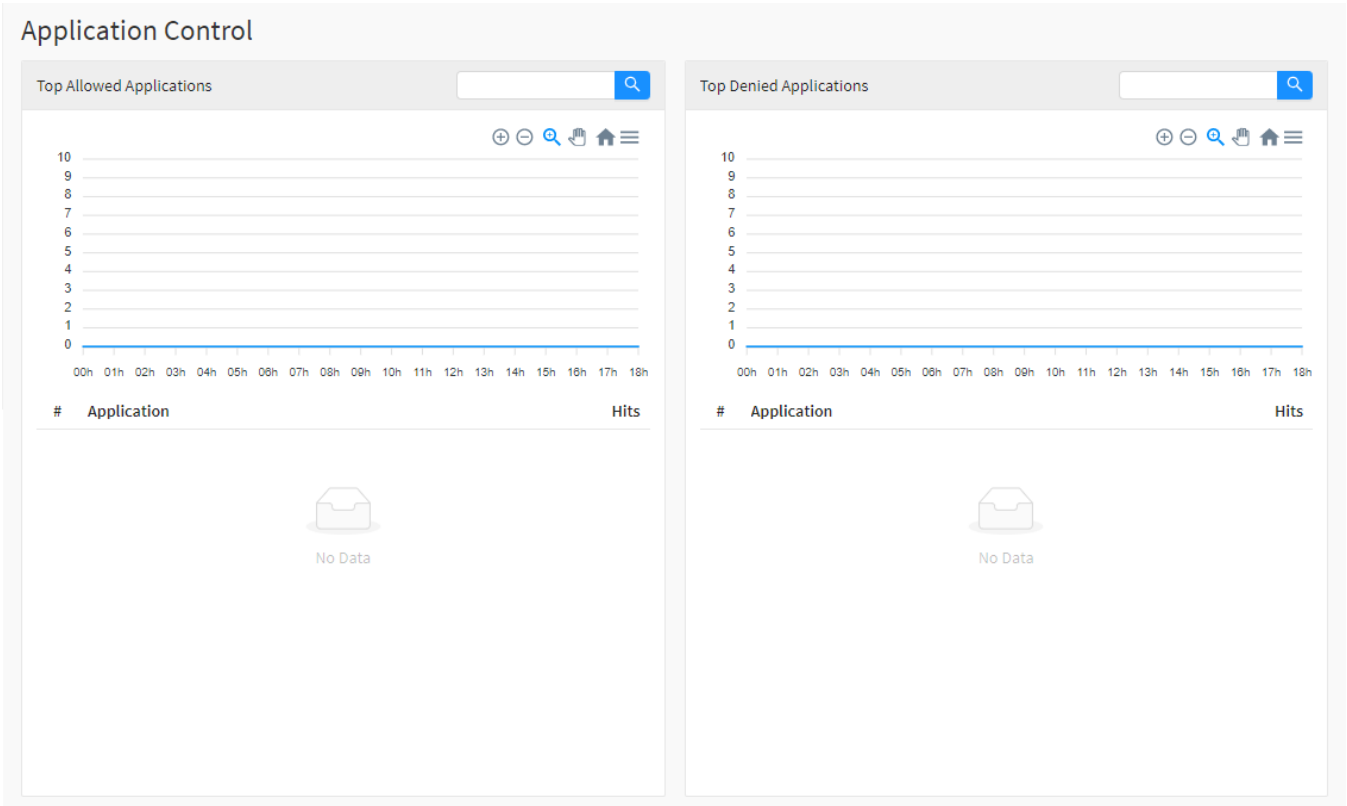 Application Control
Top Allowed Applications
10
9
8
7
6
5
4
3
2
1
0
00h 01h 02h 03h 04h 05h 06h 07h 08h 09h 10h 11h 12h 13h 14h 15h 16h 17h 18h
# Application Hits
No Data
Top Denied Applications
10
9
8
7
6
5
4
3
2
1
0
00h 01h 02h 03h 04h 05h 06h 07h 08h 09h 10h 11h 12h 13h 14h 15h 16h 17h 18h
# Application Hits
No Data